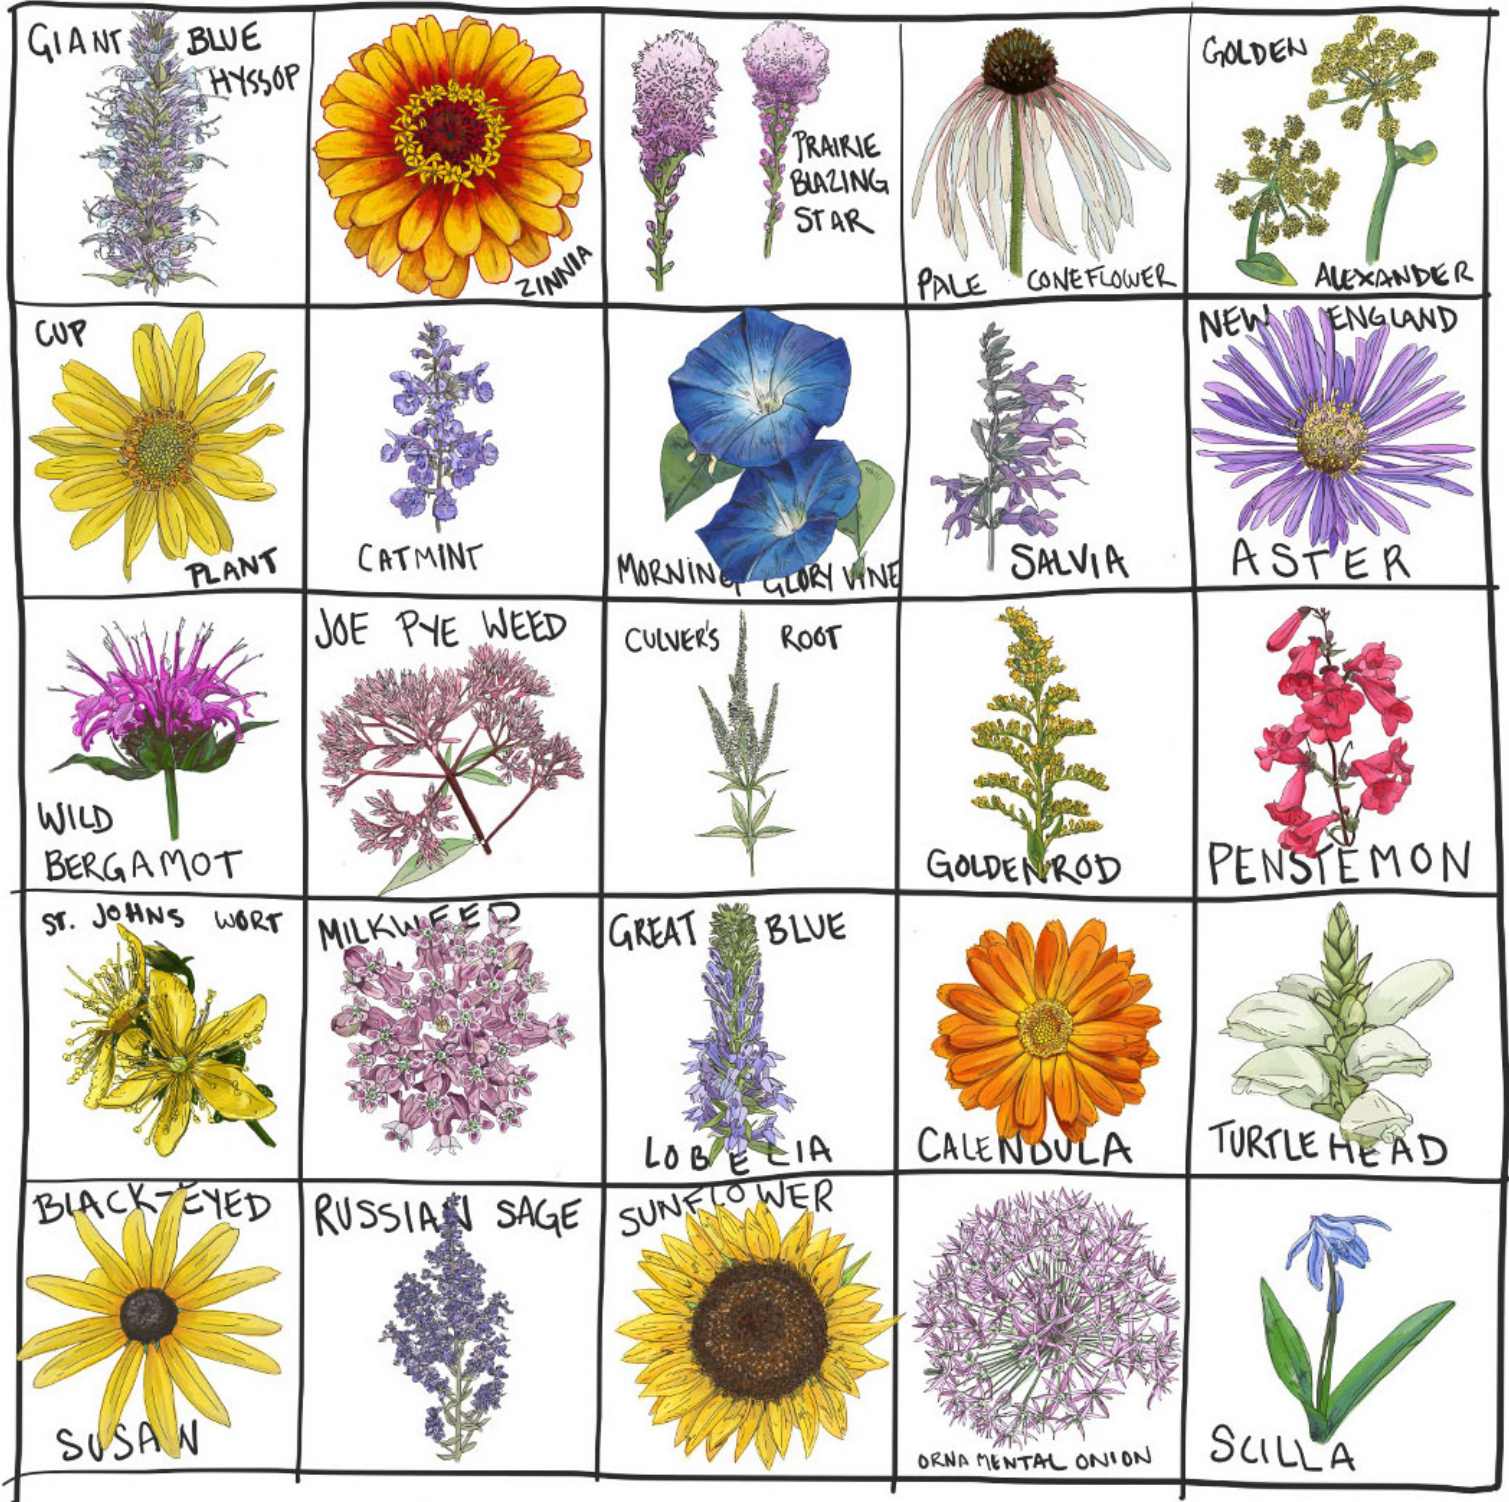 GIANT BLUE
HYSSOP
ZINNIA
PRAIRIE
BLAZING
STAR
PALE CONEFLOWER
GOLDEN
ALEXANDER
CUP
PLANT
CATMINT
MORNING GLORY VINE
SALVIA
NEW ENGLAND
ASTER
WILD
BERGAMOT
JOE PYE WEED
CULVER'S ROOT
GOLDENROD
PENSTEMON
ST. JOHNS WORT
MILKWEED
GREAT BLUE
LOBELIA
CALENDULA
TURTLEHEAD
BLACK-EYED
SUSAN
RUSSIAN SAGE
SUNFLOWER
ORNAMENTAL ONION
SCILLA